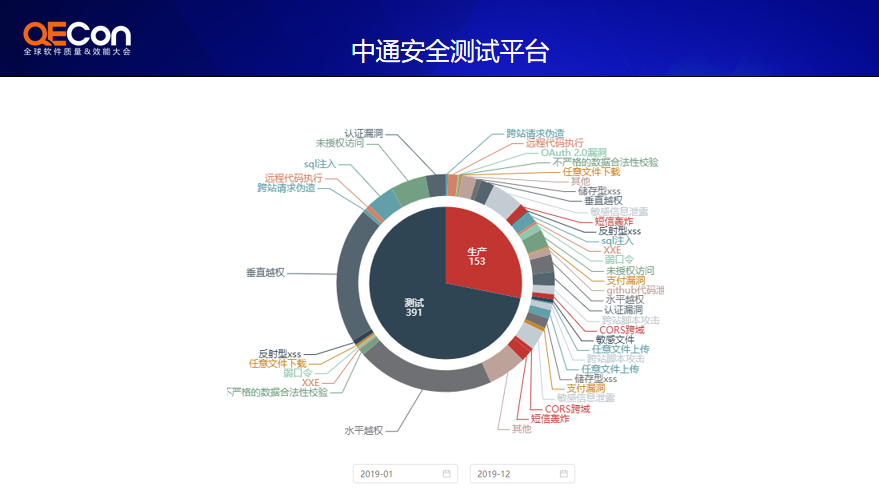 QECon
全球软件质量&效能大会
中通安全测试平台
认证漏洞
未授权访问
sql注入
远程代码执行
跨站请求伪造
垂直越权
反射型xss
任意文件下载
弱口令
XXE
不严格的数据合法性校验
水平越权
跨站请求伪造
远程代码执行
OAuth 2.0漏洞
不严格的数据合法性校验
任意文件下载
其他
储存型xss
垂直越权
敏感信息泄露
短信轰炸
反射型xss
sql注入
XXE
弱口令
未授权访问
支付漏洞
github代码泄
水平越权
认证漏洞
跨站脚本攻击
CORS跨域
敏感文件
任意文件上传
跨站脚本攻击
任意文件上传
储存型xss
支付漏洞
敏感信息泄露
CORS跨域
短信轰炸
其他
生产
153
测试
391
2019-01
2019-12